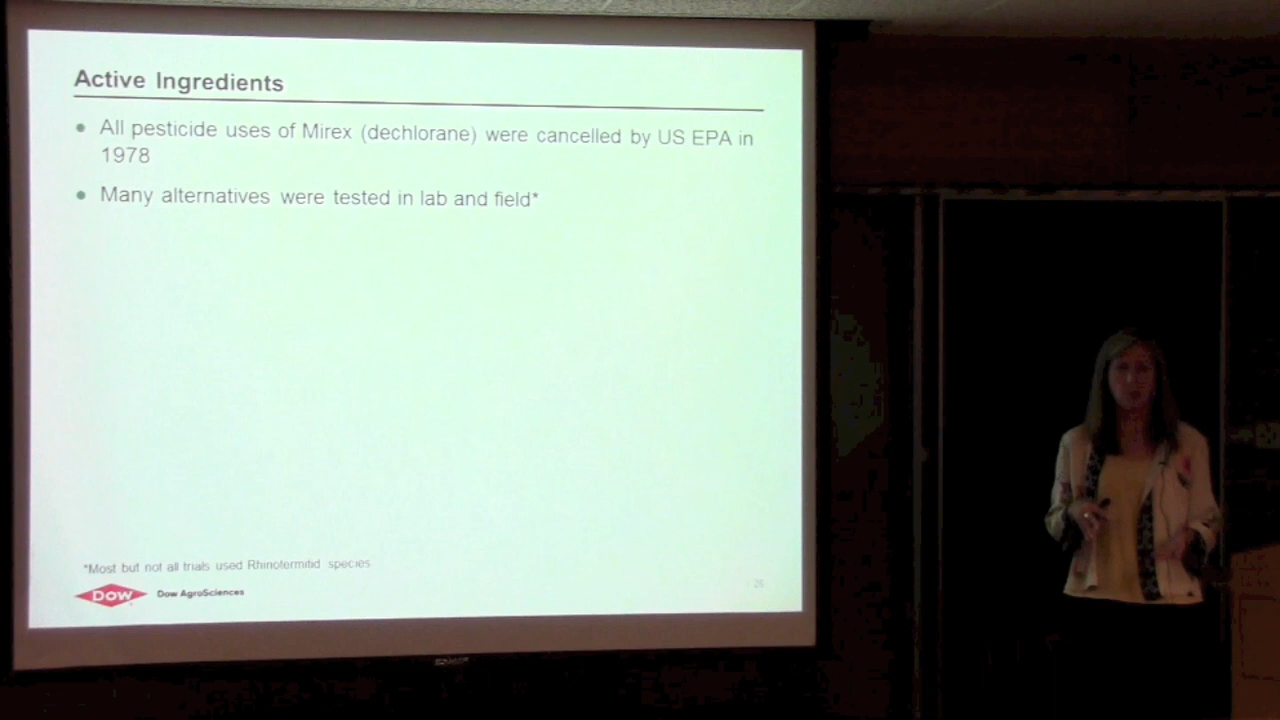 Active Ingredients
● All pesticide uses of Mirex (dechlorane) were cancelled by US EPA in
1978
● Many alternatives were tested in lab and field*
*Most but not all trials used Rhinotermitid species
DOW Dow AgroSciences